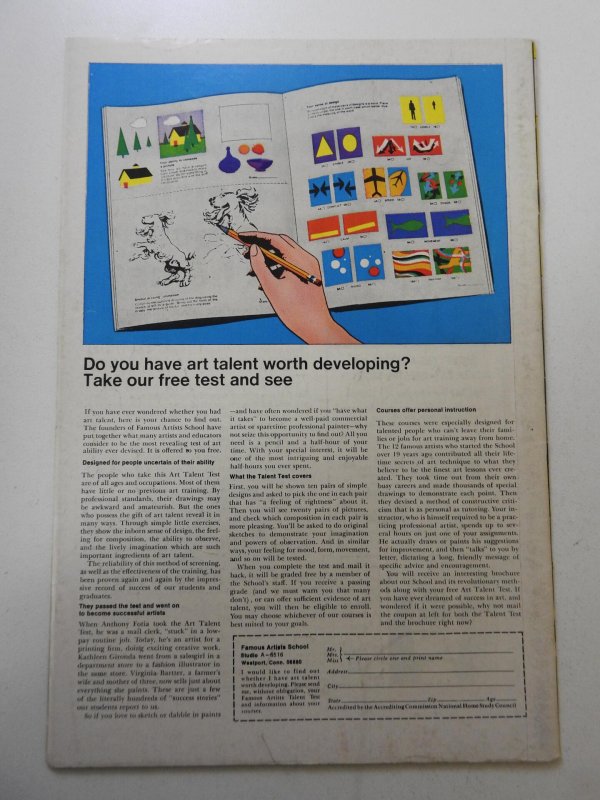 Do you have art talent worth developing?
Take our free test and see
If you have ever wondered whether you had
art talent, here is your chance to find out.
The founders of Famous Artists School have
put together what many artists and educators
consider to be the most revealing test of art
ability ever devised. It is offered to you free.
Designed for people uncertain of their ability
The people who take this Art Talent Test
are of all ages and occupations. Most of them
have little or no previous art training. By
professional standards, their drawings may
be awkward and amateurish. But the ones
who possess the gift of art talent reveal it in
many ways. Through simple little exercises,
they show the inborn sense of design, the feel-
ing for composition, the ability to observe,
and the lively imagination which are such
important ingredients of art talent.
The reliability of this method of screening,
as well as the effectiveness of the training, has
been proven again and again by the impres-
sive record of success of our students and
graduates.
They passed the test and went on
to become successful artists
When Anthony Fotia took the Art Talent
Test, he was a mail clerk, "stuck" in a low-
pay routine job. Today, he's an artist for a
printing firm, doing exciting creative work.
Kathleen Gironda went from a salesgirl in a
department store to a fashion illustrator in
the same store. Virginia Bartter, a farmer's
wife and mother of three, now sells just about
everything she paints. These are just a few
of the literally hundreds of "success stories"
our students report to us.
So if you love to sketch or dabble in paints
—and have often wondered if you "have what
it takes" to become a well-paid commercial
artist or sparetime professional painter—why
not seize this opportunity to find out? All you
need is a pencil and a half-hour of your
time. With your special interest, it will be
one of the most intriguing and enjoyable
half-hours you ever spent.
What the Talent Test covers
First, you will be shown ten pairs of simple
designs and asked to pick the one in each pair
that has "a feeling of rightness" about it.
Then you will see twenty pairs of pictures,
and check which composition in each pair is
more pleasing. You'll be asked to do original
sketches to demonstrate your imagination
and powers of observation. And in similar
ways, your feeling for mood, form, movement,
and so on will be tested.
When you complete the test and mail it
back, it will be graded free by a member of
the School's staff. If you receive a passing
grade (and we must warn you that many
don't), or can offer sufficient evidence of art
talent, you will then be eligible to enroll.
You may choose whichever of our courses is
best suited to your goals.
Courses offer personal instruction
These courses were especially designed for
talented people who can't leave their fami-
lies or jobs for art training away from home.
The 12 famous artists who started the School
over 19 years ago contributed all their life-
time secrets of art technique to what they
believe to be the finest art lessons ever cre-
ated. They took time out from their own
busy careers and made thousands of special
drawings to demonstrate each point. Then
they devised a method of constructive criti-
cism that is as personal as tutoring. Your in-
structor, who is himself required to be a prac-
ticing professional artist, spends up to sev-
eral hours on just one of your assignments.
He actually draws or paints his suggestions
for improvement, and then "talks" to you by
letter, dictating a long, friendly message of
specific advice and encouragement.
You will receive an interesting brochure
about our School and its revolutionary meth-
ods along with your free Art Talent Test. If
you have ever dreamed of success in art, and
wondered if it were possible, why not mail
the coupon at left for both the Talent Test
and the brochure right now?
Famous Artists School
Studio A-6516
Westport, Conn. 06880
I would like to find out
whether I have art talent
worth developing. Please send
me, without obligation, your
Famous Artists Talent Test
and information about your
courses.
Mr.
Mrs.
Miss
Please circle one and print name
Address
City
State Zip Age
Accredited by the Accrediting Commission National Home Study Council